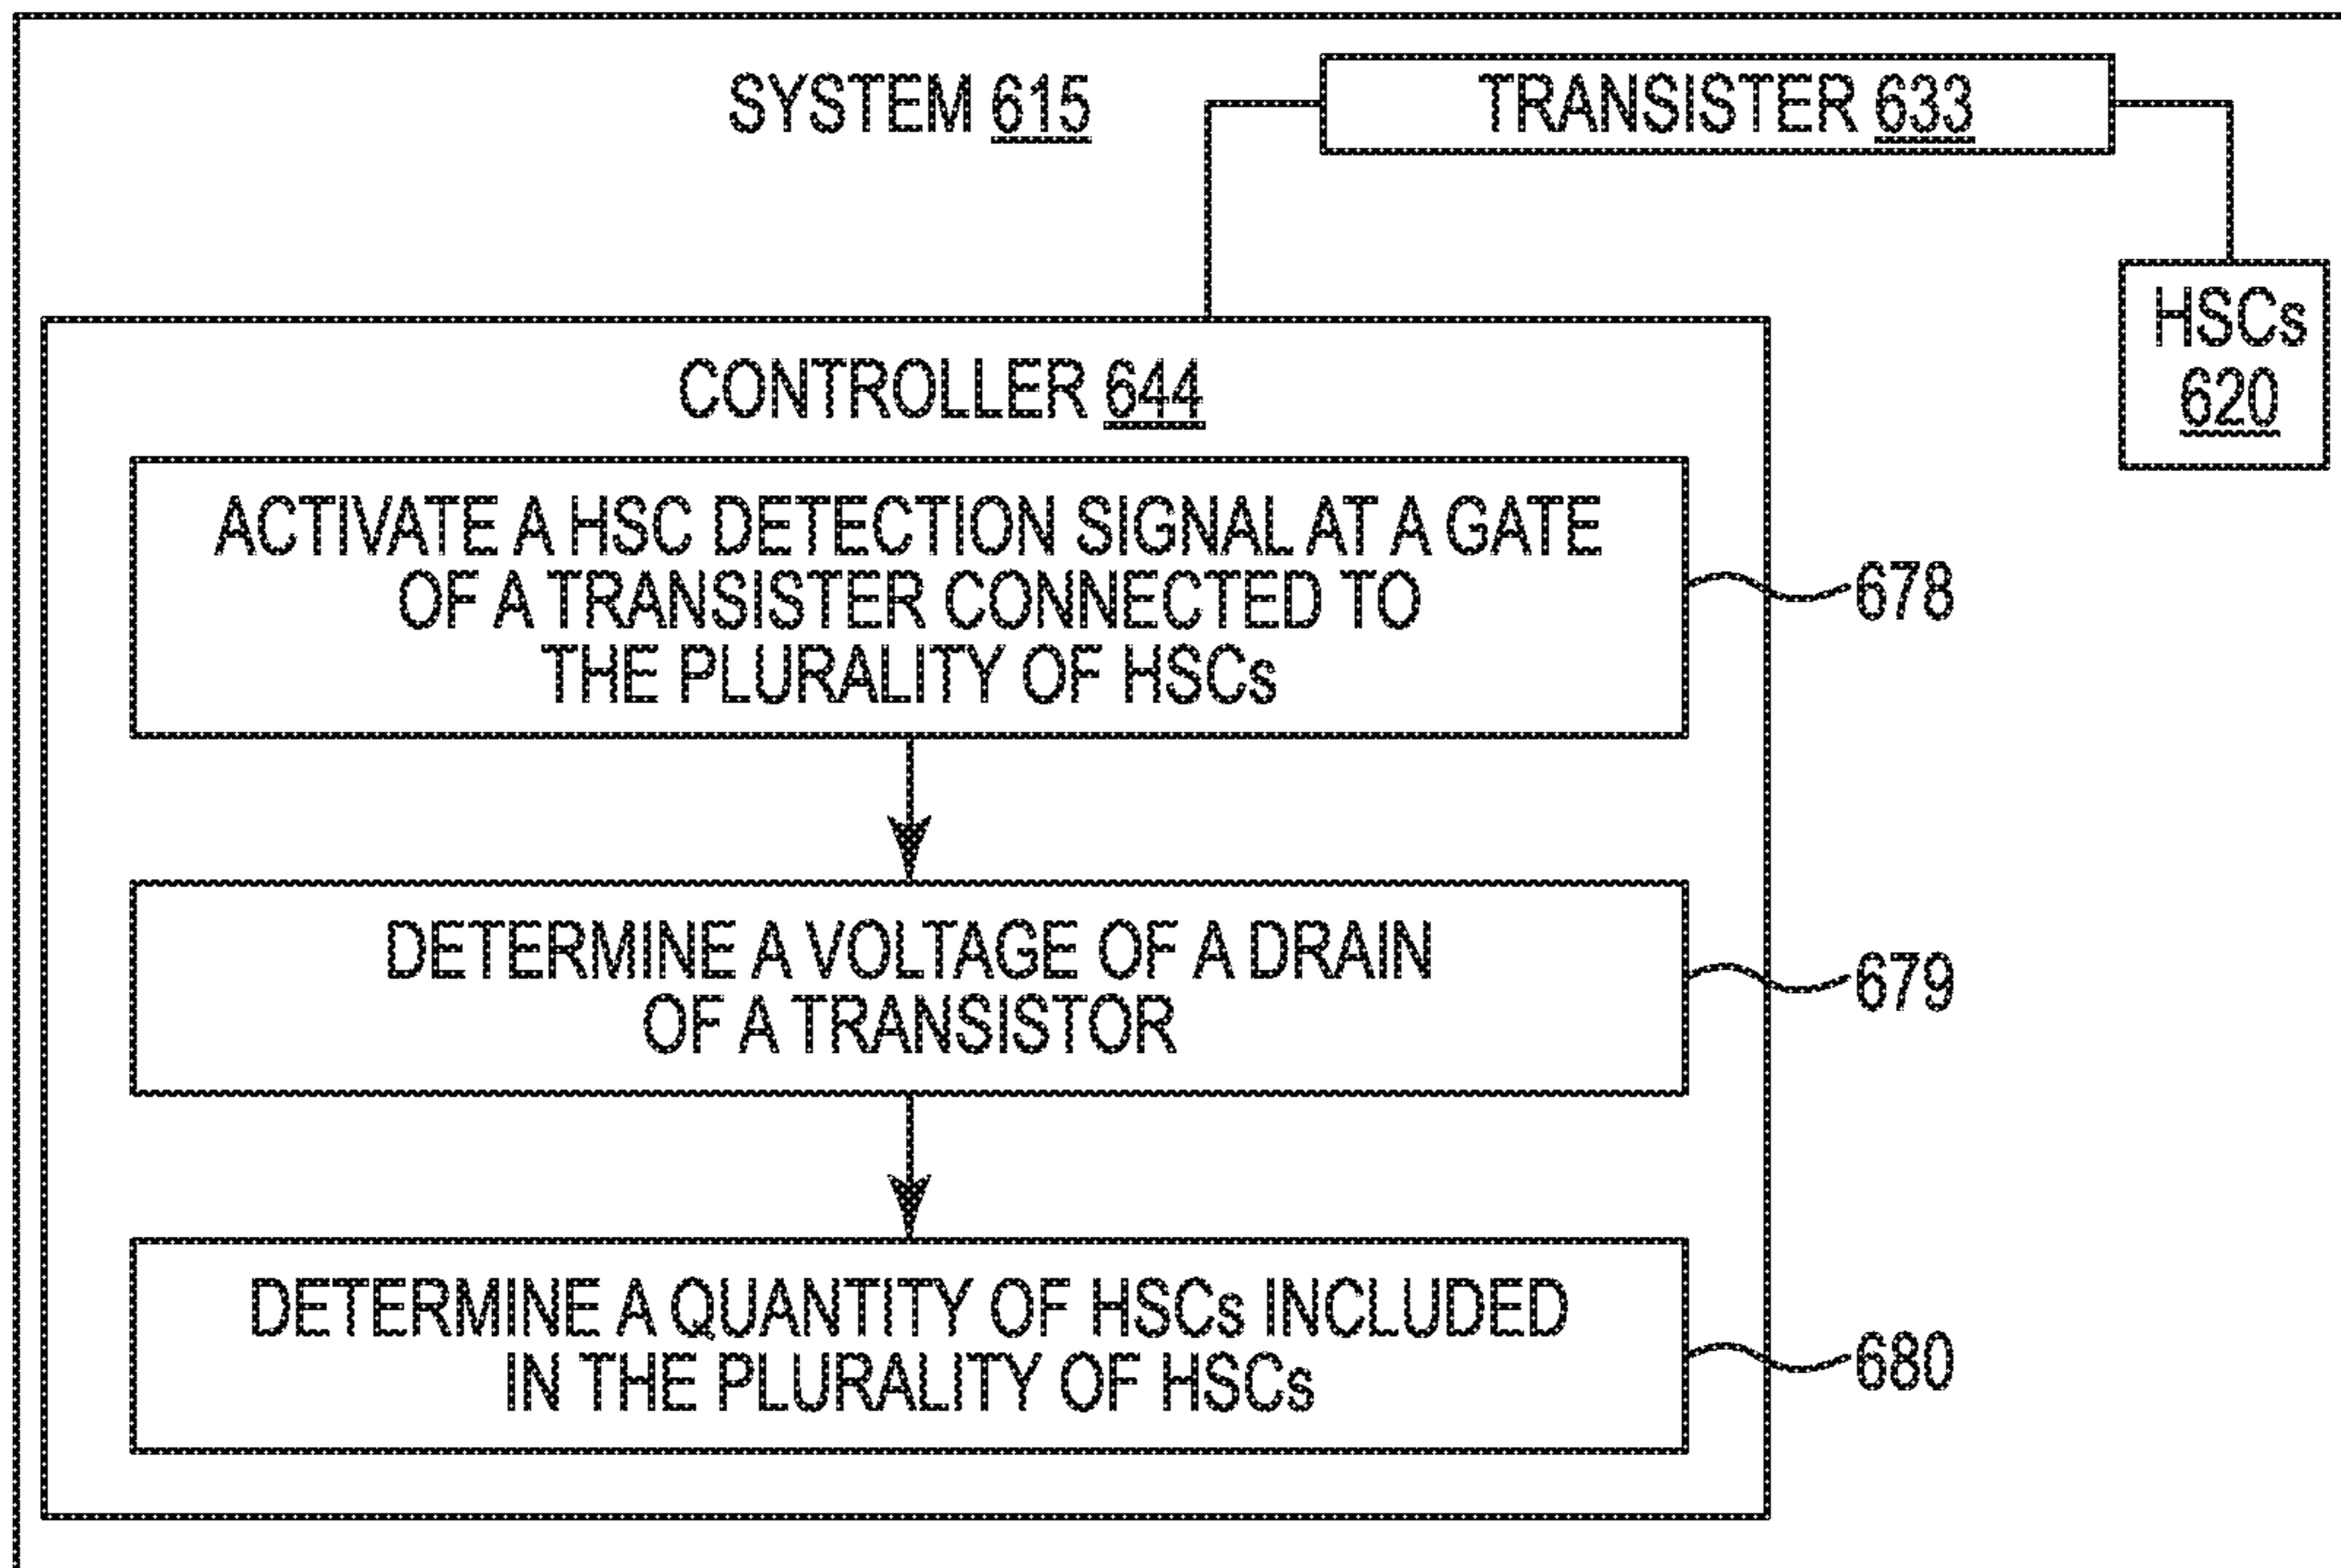 SYSTEM 615
TRANSISTER 633
HSCs
620
CONTROLLER 644
ACTIVATE A HSC DETECTION SIGNAL AT A GATE
OF A TRANSISTER CONNECTED TO
THE PLURALITY OF HSCs
678
DETERMINE A VOLTAGE OF A DRAIN
OF A TRANSISTOR
679
DETERMINE A QUANTITY OF HSCs INCLUDED
IN THE PLURALITY OF HSCs
680